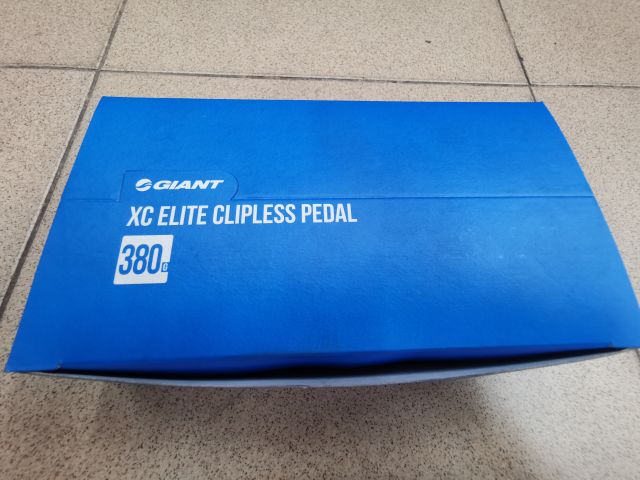 GIANT
XC ELITE CLIPLESS PEDAL
380g